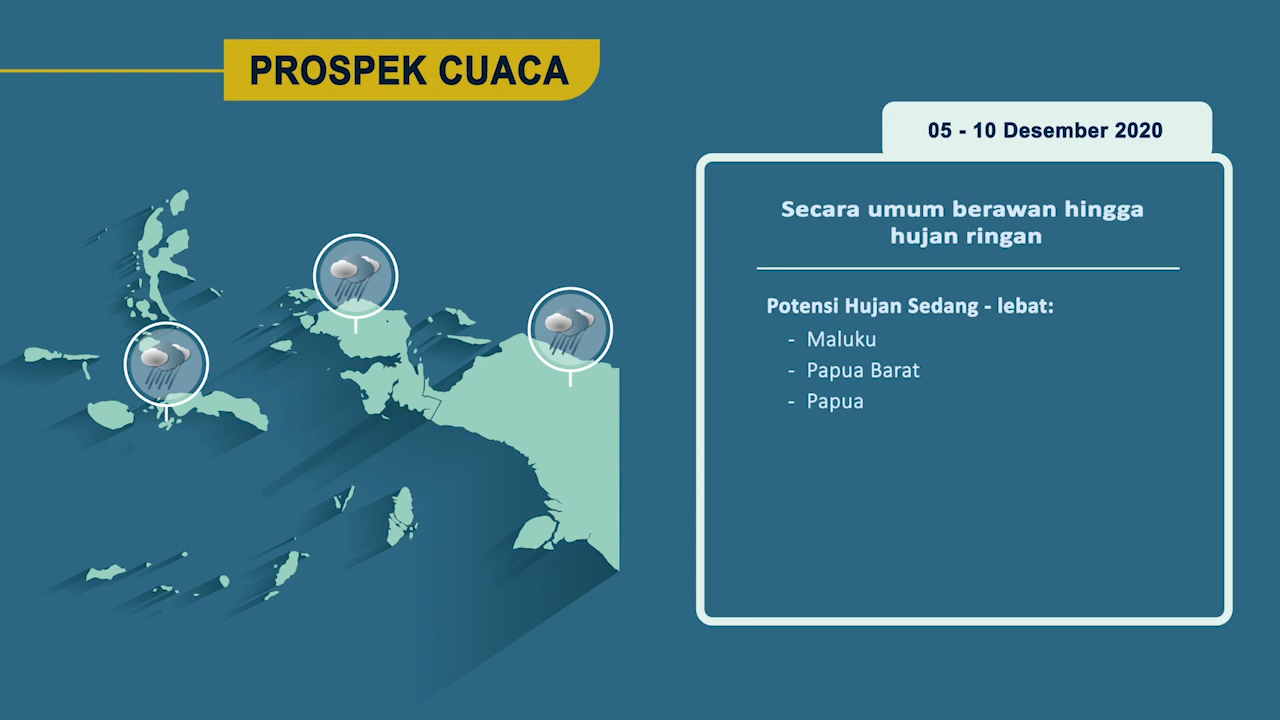 PROSPEK CUACA
05 - 10 Desember 2020
Secara umum berawan hingga
hujan ringan
Potensi Hujan Sedang - lebat:
- Maluku
- Papua Barat
- Papua